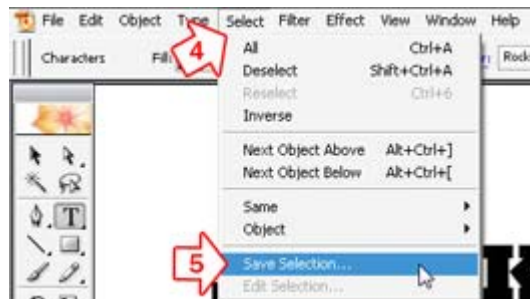 File Edit Object Type Select Filter Effect View Window Help
4
Characters Fill Rock
All Ctrl+A
Deselect Shift+Ctrl+A
Reselect Ctrl+6
Inverse
Next Object Above Alt+Ctrl+]
Next Object Below Alt+Ctrl+[
Same
Object
T
5
Save Selection...
Edit Selection...